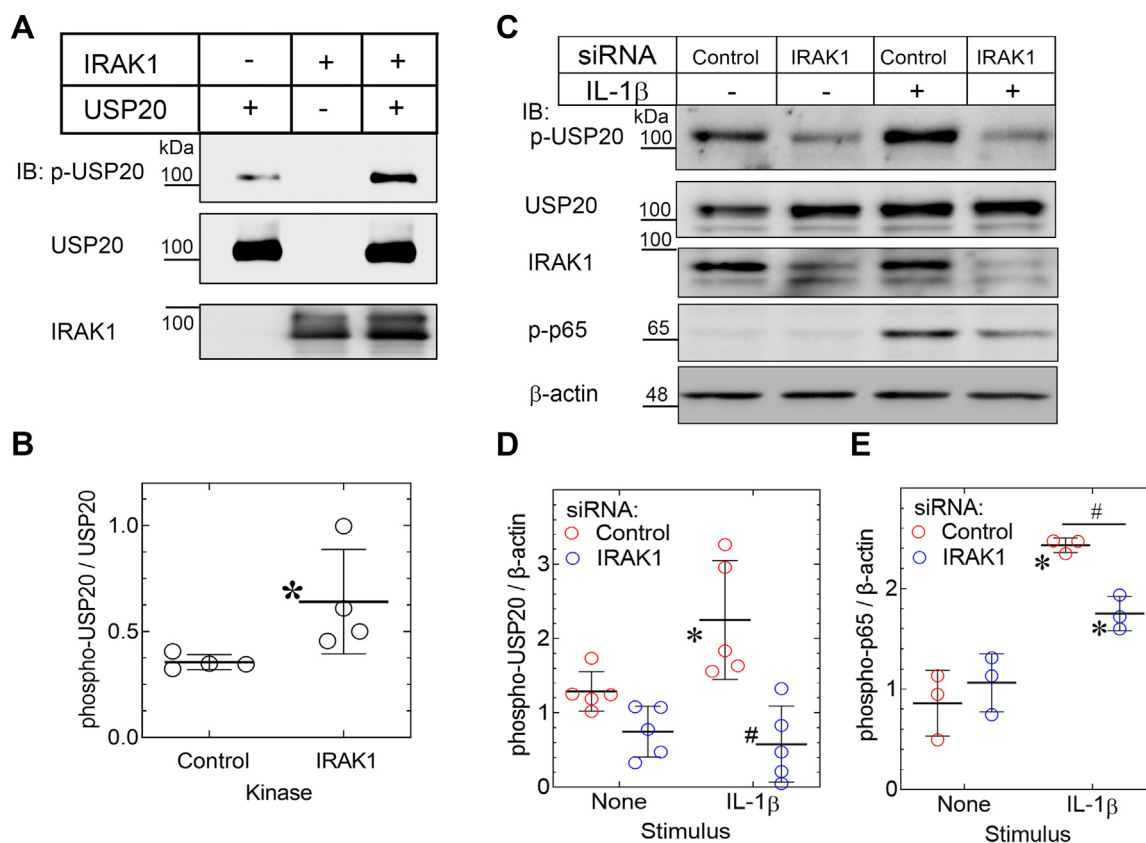 A
IRAK1 - + +
USP20 + - +
kDa
IB: p-USP20 100
USP20 100
IRAK1 100
B
phospho-USP20 / USP20
1.0
0.5
0.0
Control IRAK1
Kinase
*
C
siRNA Control IRAK1 Control IRAK1
IL-1β - - + +
IB: kDa
p-USP20 100
USP20 100
100
IRAK1
p-p65 65
β-actin 48
D
phospho-USP20 / β-actin
siRNA:
Control
IRAK1
3
2
1
0
*
#
None IL-1β
Stimulus
E
phospho-p65 / β-actin
siRNA:
Control
IRAK1
2
1
0
#
*
*
None IL-1β
Stimulus